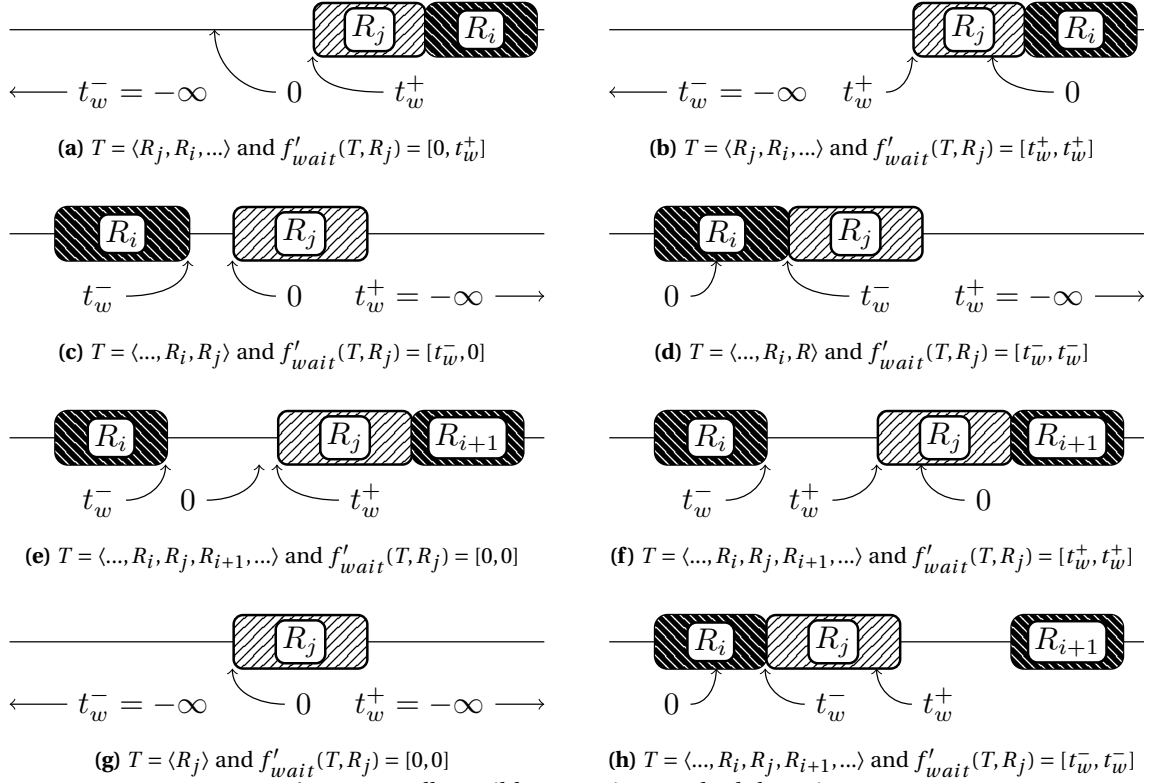 R_j R_i
t_w^- = −∞ 0 t_w^+
(a) T = ⟨R_j, R_i, ...⟩ and f′_wait(T, R_j) = [0, t_w^+]
R_j R_i
t_w^- = −∞ t_w^+ 0
(b) T = ⟨R_j, R_i, ...⟩ and f′_wait(T, R_j) = [t_w^+, t_w^+]
R_i R_j
t_w^- 0 t_w^+ = −∞
(c) T = ⟨..., R_i, R_j⟩ and f′_wait(T, R_j) = [t_w^-, 0]
R_i R_j
0 t_w^- t_w^+ = −∞
(d) T = ⟨..., R_i, R⟩ and f′_wait(T, R_j) = [t_w^-, t_w^-]
R_i R_j R_{i+1}
t_w^- 0 t_w^+
(e) T = ⟨..., R_i, R_j, R_{i+1}, ...⟩ and f′_wait(T, R_j) = [0, 0]
R_i R_j R_{i+1}
t_w^- t_w^+ 0
(f) T = ⟨..., R_i, R_j, R_{i+1}, ...⟩ and f′_wait(T, R_j) = [t_w^+, t_w^+]
R_j
t_w^- = −∞ 0 t_w^+ = −∞
(g) T = ⟨R_j⟩ and f′_wait(T, R_j) = [0, 0]
R_i R_j R_{i+1}
0 t_w^- t_w^+
(h) T = ⟨..., R_i, R_j, R_{i+1}, ...⟩ and f′_wait(T, R_j) = [t_w^-, t_w^-]